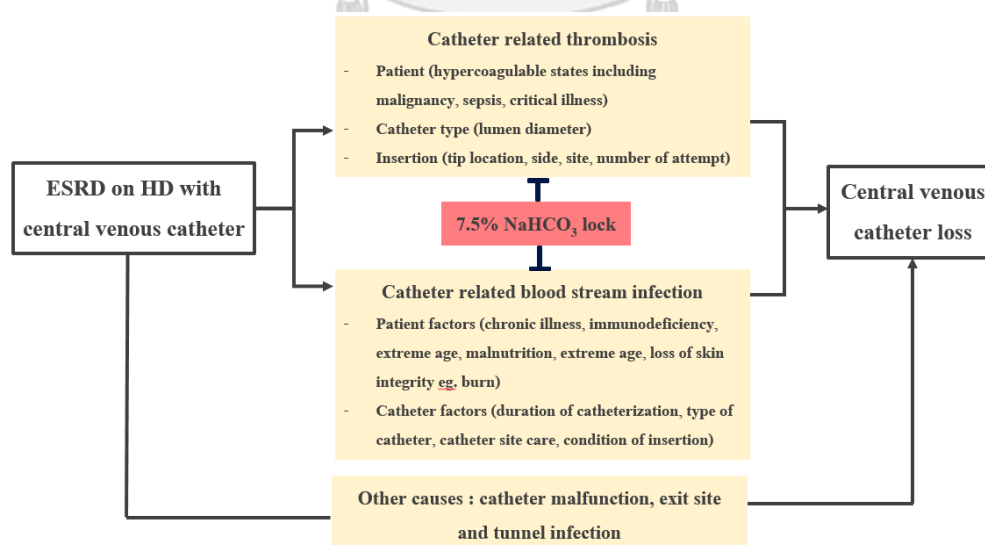 Catheter related thrombosis
- Patient (hypercoagulable states including
malignancy, sepsis, critical illness)
- Catheter type (lumen diameter)
- Insertion (tip location, side, site, number of attempt)
ESRD on HD with
central venous catheter
7.5% NaHCO₃ lock
Central venous
catheter loss
Catheter related blood stream infection
- Patient factors (chronic illness, immunodeficiency,
extreme age, malnutrition, extreme age, loss of skin
integrity eg. burn)
- Catheter factors (duration of catheterization, type of
catheter, catheter site care, condition of insertion)
Other causes : catheter malfunction, exit site
and tunnel infection